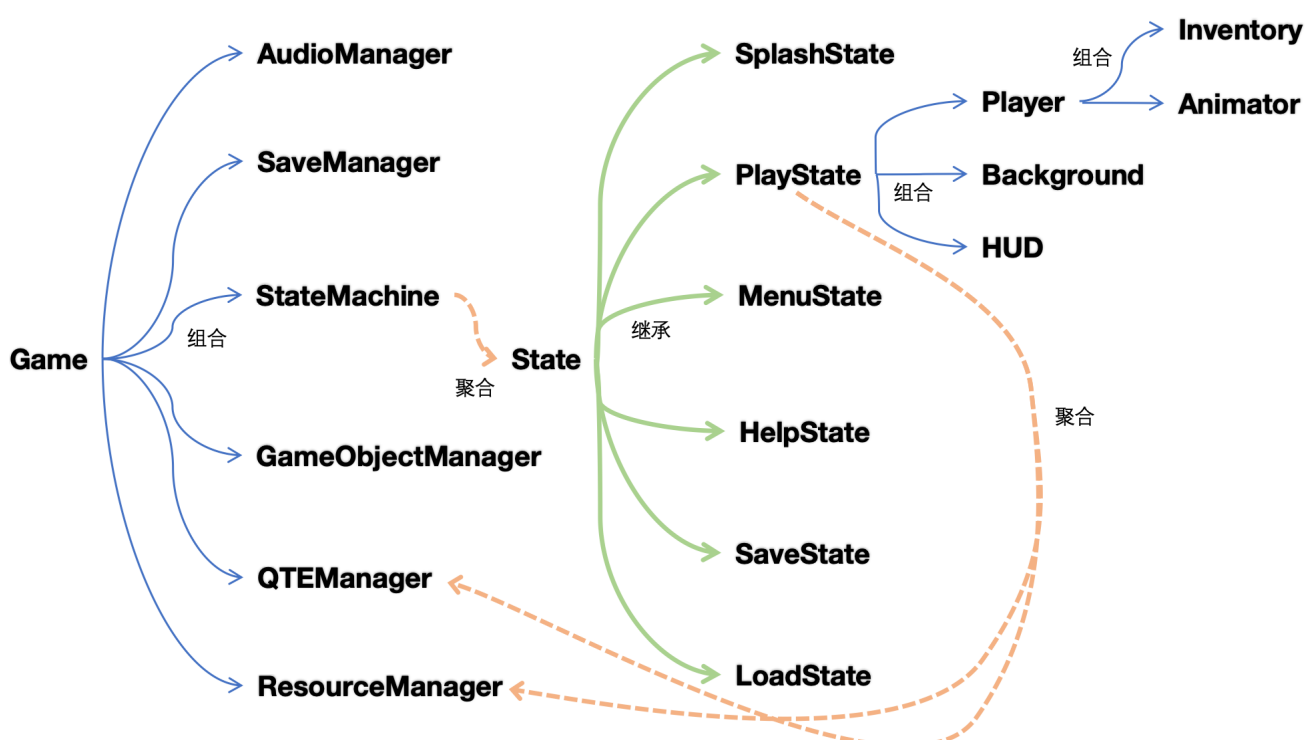 Game
组合
AudioManager
SaveManager
StateMachine
GameObjectManager
QTEManager
ResourceManager
聚合
State
继承
SplashState
PlayState
MenuState
HelpState
SaveState
LoadState
组合
Player
Background
HUD
组合
Inventory
Animator
聚合